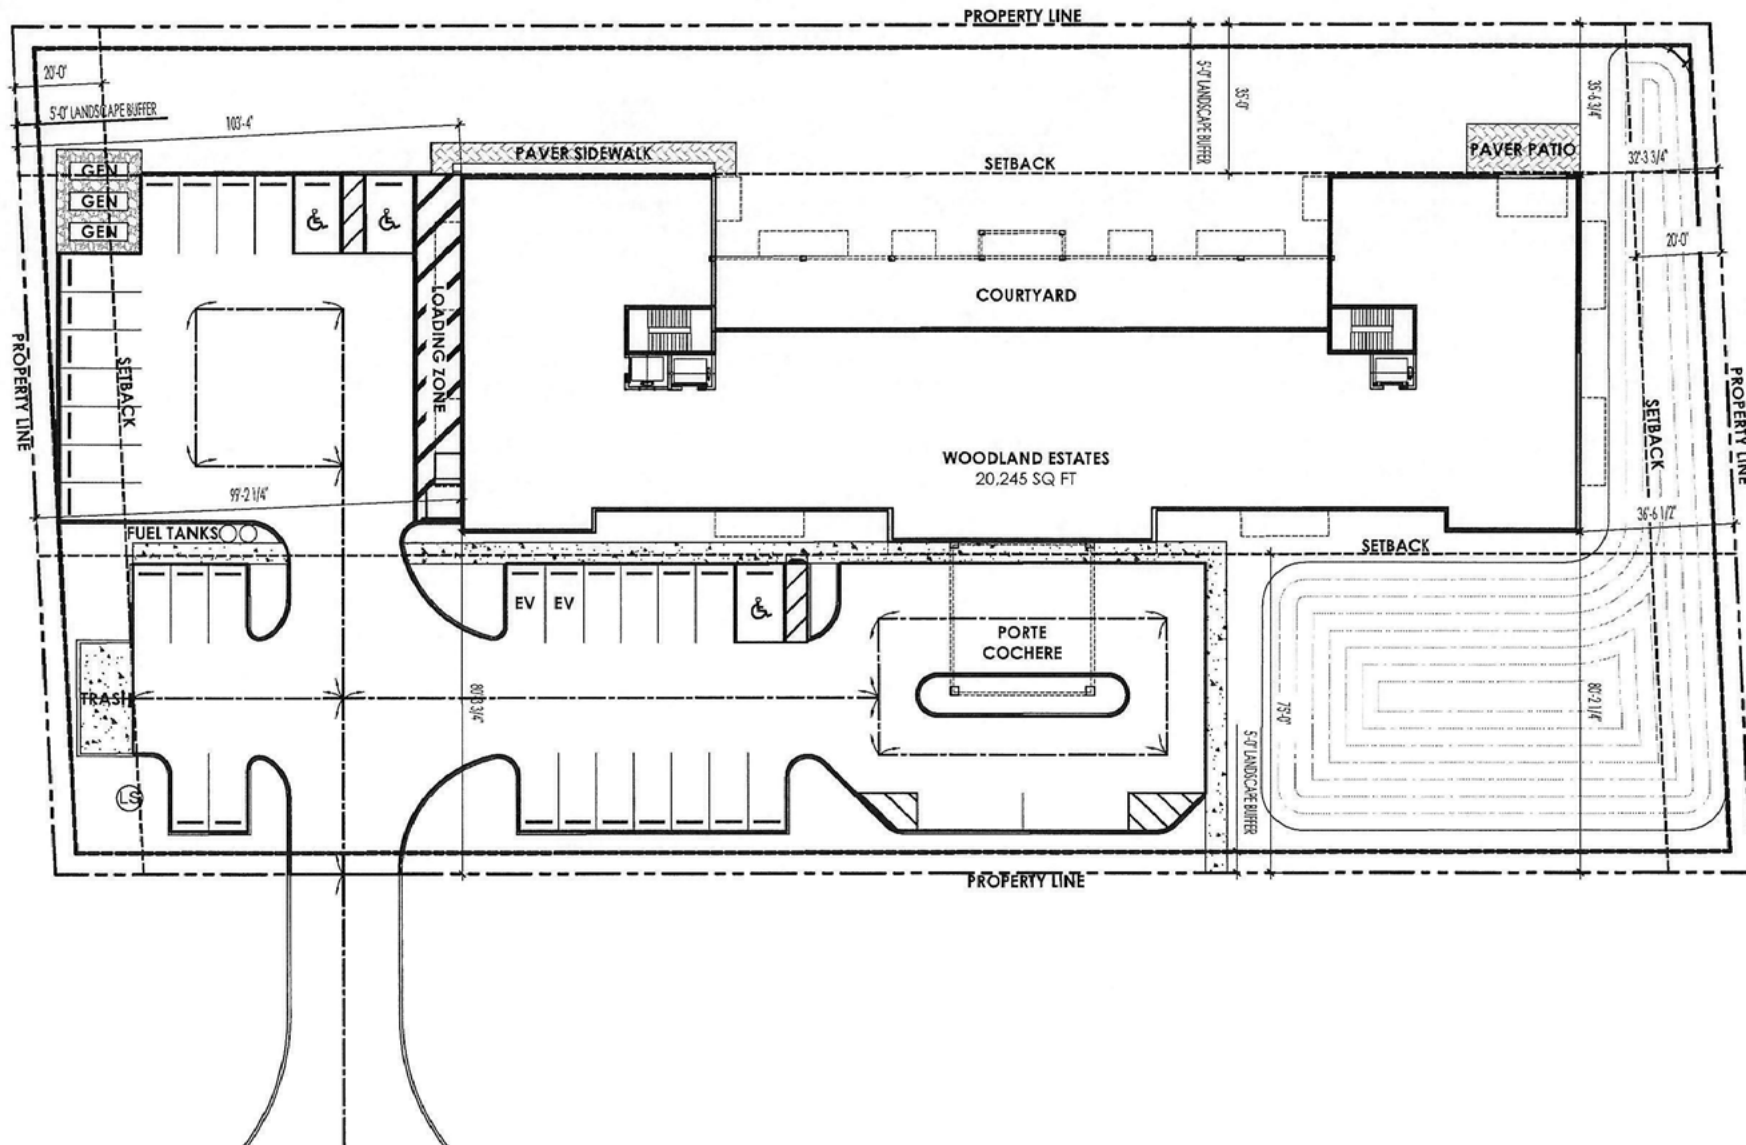 PROPERTY LINE
20'-0"
5'-0" LANDSCAPE BUFFER
103'-4"
5'-0" LANDSCAPE BUFFER
35'-0"
35'-6 3/4"
GEN
GEN
GEN
PAVER SIDEWALK
SETBACK
PAVER PATIO
32'-3 3/4"
20'-0"
LOADING ZONE
COURTYARD
PROPERTY LINE
SETBACK
SETBACK
PROPERTY LINE
WOODLAND ESTATES
20,245 SQ FT
99'-2 1/4"
36'-6 1/2"
FUEL TANKS
SETBACK
EV
EV
PORTE
COCHERE
TRASH
80'-8 3/4"
75'-0"
80'-2 1/4"
5'-0" LANDSCAPE BUFFER
LS
PROPERTY LINE